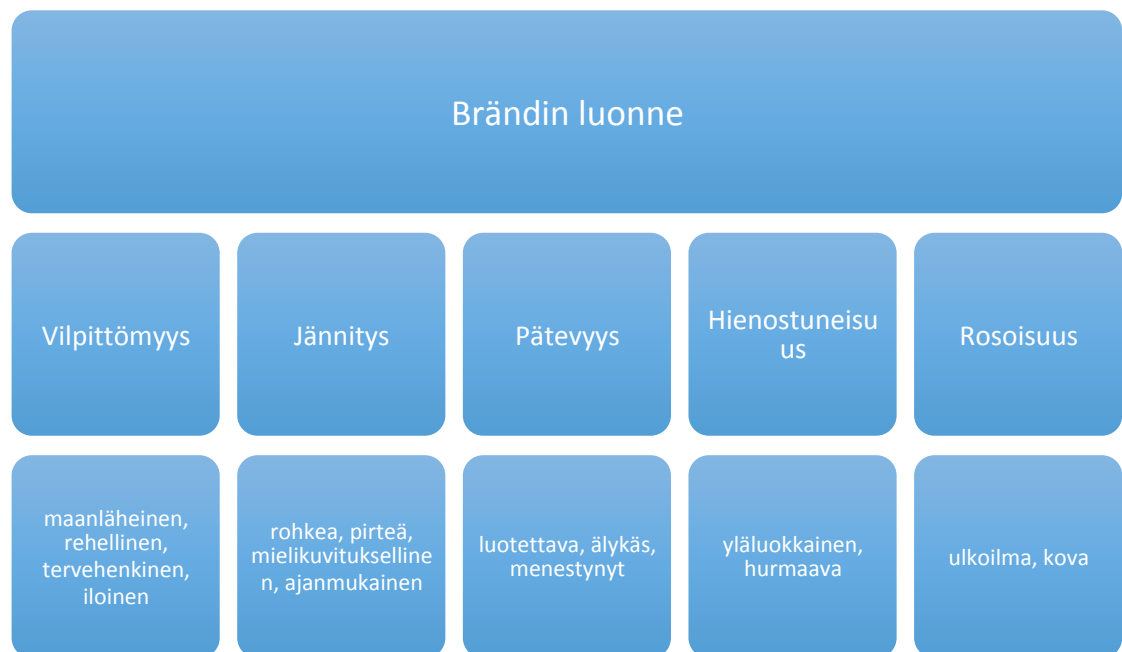 Brändin luonne
Vilpittömyys
Jännitys
Pätevyys
Hienostuneisu
us
Rosoisuus
maanläheinen,
rehellinen,
tervehenkinen,
iloinen
rohkea, pirteä,
mielikuvitukselline
n, ajanmukainen
luotettava, älykäs,
menestynyt
yläluokkainen,
hurmaava
ulkoilma, kova